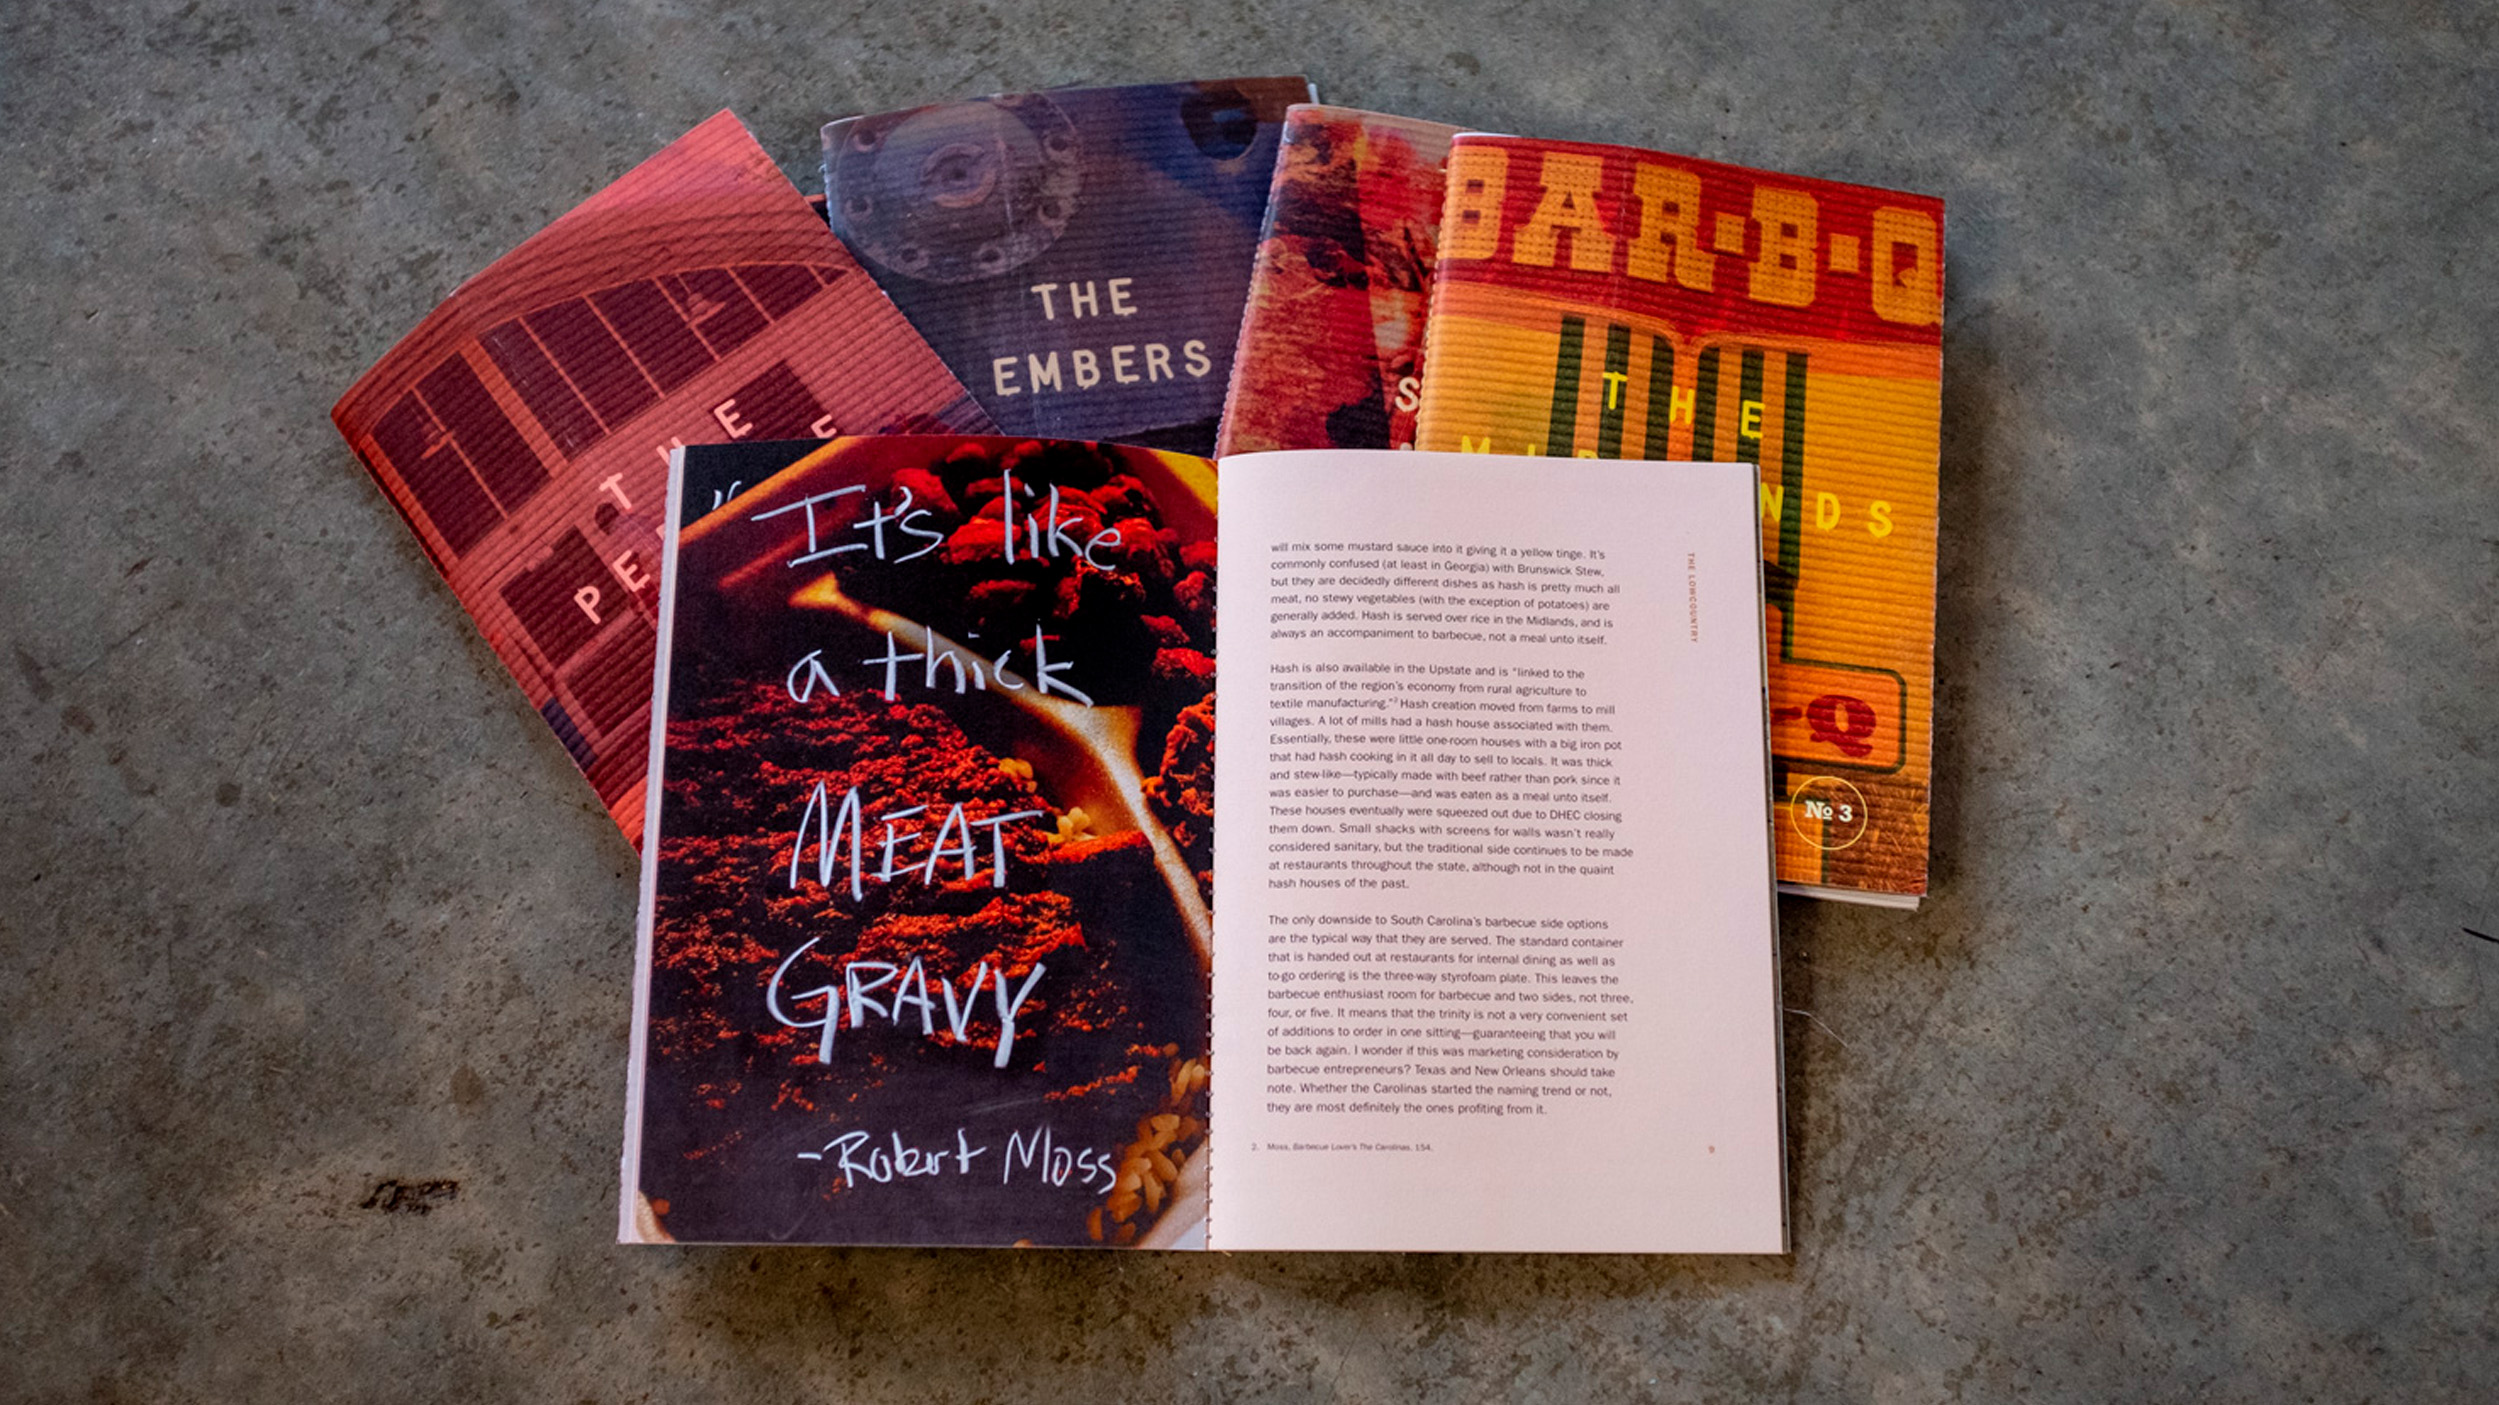 THE
EMBERS
BAR-B-Q
THE
M I D NDS
-Q
№ 3
THE
PE E
S
"It's like
a thick
MEAT
GRAVY
-Robert Moss
will mix some mustard sauce into it giving it a yellow tinge. It's
commonly confused (at least in Georgia) with Brunswick Stew,
but they are decidedly different dishes as hash is pretty much all
meat, no stewy vegetables (with the exception of potatoes) are
generally added. Hash is served over rice in the Midlands, and is
always an accompaniment to barbecue, not a meal unto itself.
Hash is also available in the Upstate and is "linked to the
transition of the region's economy from rural agriculture to
textile manufacturing."2 Hash creation moved from farms to mill
villages. A lot of mills had a hash house associated with them.
Essentially, these were little one-room houses with a big iron pot
that had hash cooking in it all day to sell to locals. It was thick
and stew-like—typically made with beef rather than pork since it
was easier to purchase—and was eaten as a meal unto itself.
These houses eventually were squeezed out due to DHEC closing
them down. Small shacks with screens for walls wasn't really
considered sanitary, but the traditional side continues to be made
at restaurants throughout the state, although not in the quaint
hash houses of the past.
The only downside to South Carolina's barbecue side options
are the typical way that they are served. The standard container
that is handed out at restaurants for internal dining as well as
to-go ordering is the three-way styrofoam plate. This leaves the
barbecue enthusiast room for barbecue and two sides, not three,
four, or five. It means that the trinity is not a very convenient set
of additions to order in one sitting—guaranteeing that you will
be back again. I wonder if this was marketing consideration by
barbecue entrepreneurs? Texas and New Orleans should take
note. Whether the Carolinas started the naming trend or not,
they are most definitely the ones profiting from it.
2. Moss, Barbecue Lover's The Carolinas, 154.
9
THE LOWCOUNTRY